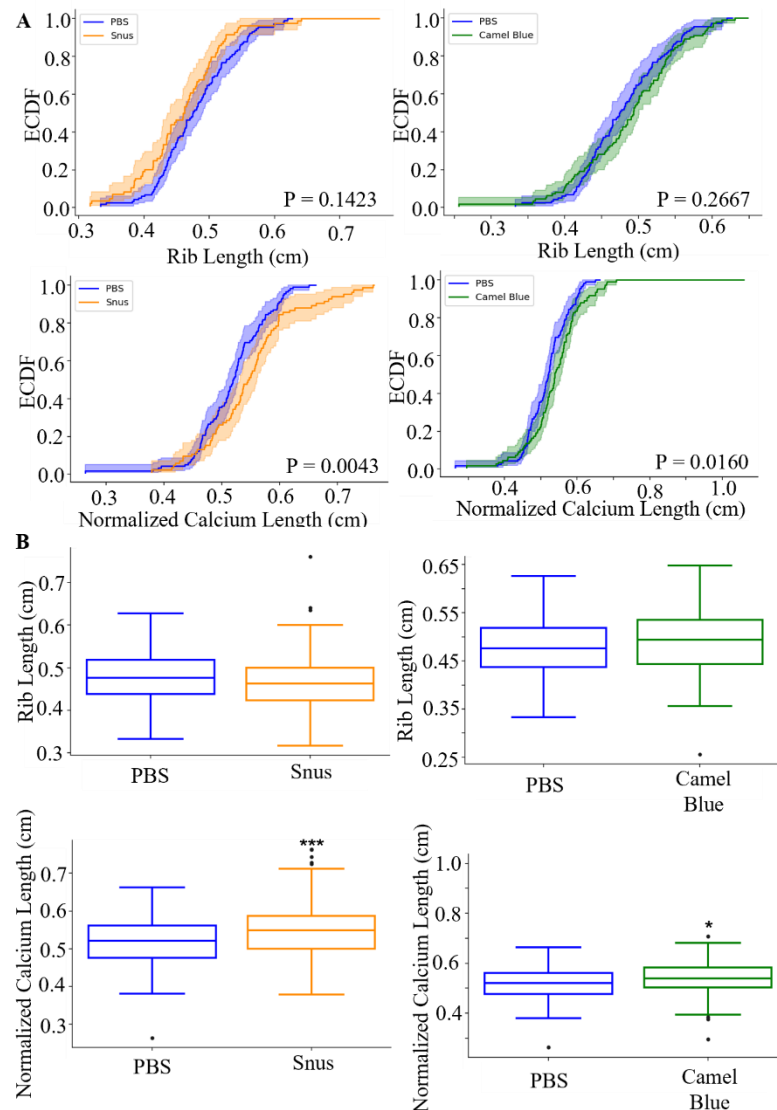 A
PBS
Snus
ECDF
1.0
0.8
0.6
0.4
0.2
0.0
P = 0.1423
0.3 0.4 0.5 0.6 0.7
Rib Length (cm)
PBS
Camel Blue
ECDF
1.0
0.8
0.6
0.4
0.2
0.0
P = 0.2667
0.3 0.4 0.5 0.6
Rib Length (cm)
PBS
Snus
ECDF
1.0
0.8
0.6
0.4
0.2
0.0
P = 0.0043
0.3 0.4 0.5 0.6 0.7
Normalized Calcium Length (cm)
PBS
Camel Blue
ECDF
1.0
0.8
0.6
0.4
0.2
0.0
P = 0.0160
0.4 0.6 0.8 1.0
Normalized Calcium Length (cm)
B
Rib Length (cm)
0.7
0.6
0.5
0.4
0.3
PBS Snus
Rib Length (cm)
0.65
0.55
0.45
0.35
0.25
PBS Camel
Blue
Normalized Calcium Length (cm)
0.7
0.6
0.5
0.4
0.3
***
PBS Snus
Normalized Calcium Length (cm)
1.0
0.8
0.6
0.4
*
PBS Camel
Blue